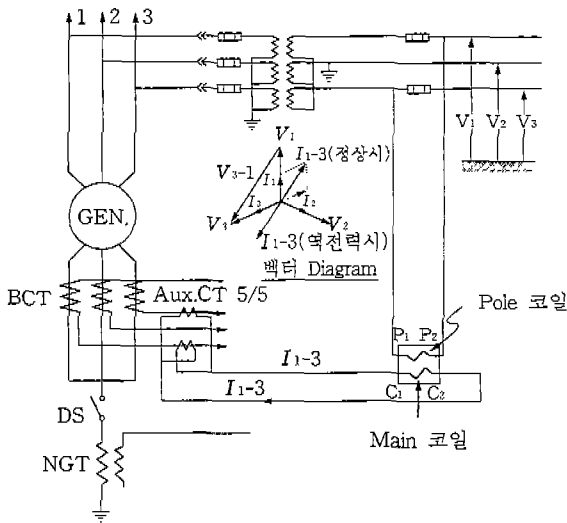 1 2 3
V₁ V₂ V₃
V₁
I₁-3(정상시)
V₃-1
I₁
I₃
I₂
V₃
V₂
I₁-3(역전력시)
벡터 Diagram
GEN.
BCT
Aux.CT 5/5
Pole 코일
P₁ P₂
I₁-3
I₁-3
C₁ C₂
Main 코일
DS
NGT